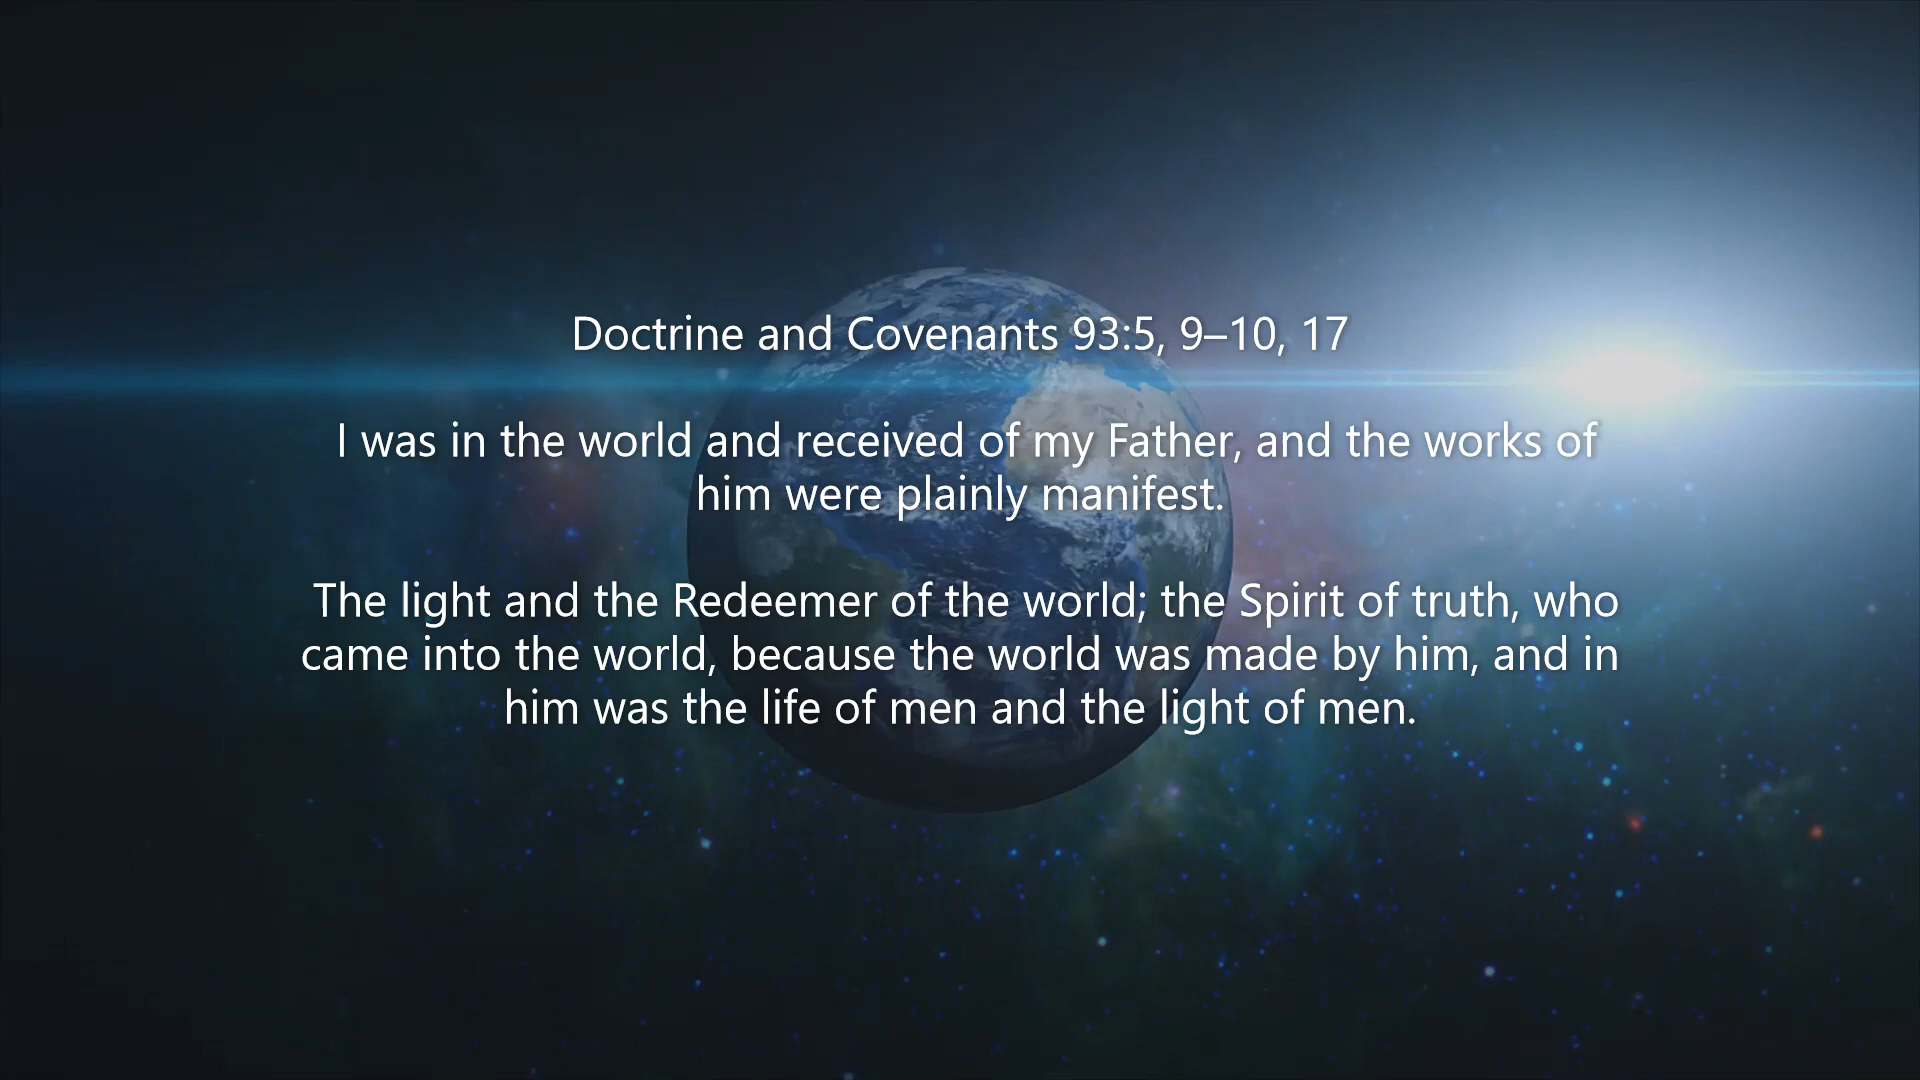 Doctrine and Covenants 93:5, 9–10, 17
I was in the world and received of my Father, and the works of
him were plainly manifest.
The light and the Redeemer of the world; the Spirit of truth, who
came into the world, because the world was made by him, and in
him was the life of men and the light of men.